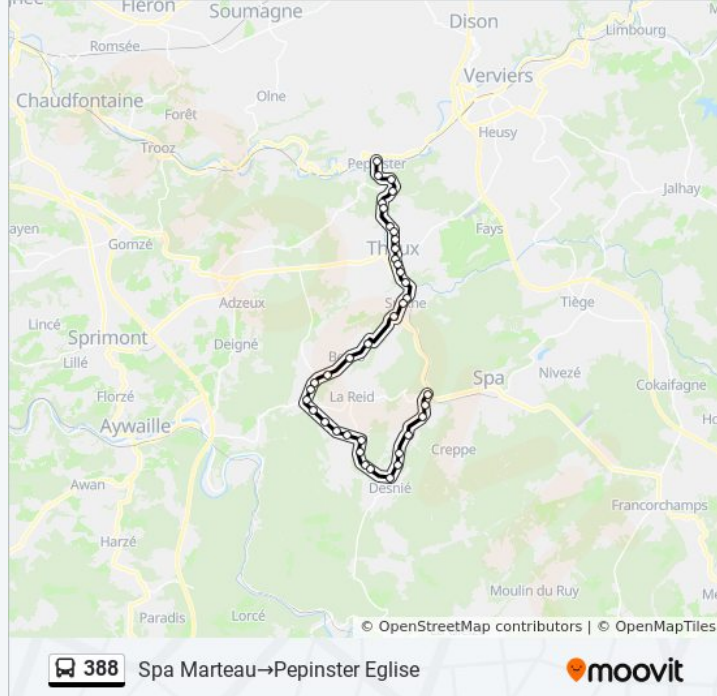 Fléron
Soumagne
Dison
Limbourg
Romsée
Verviers
Chaudfontaine
Olne
Forêt
Heusy
Trooz
Pepinster
Jalhay
Fays
Gomzé
Theux
Adzeux
Tiège
Lincé
Sprimont
Deigné
Lillé
Nivezé
Spa
Cokaifagne
Florzé
La Reid
Aywaille
Creppe
Awan
Desnié
Francorchamps
Harzé
Moulin du Ruy
Paradis
Lorcé
© OpenStreetMap contributors | © OpenMapTiles
388 Spa Marteau→Pepinster Eglise
moovit